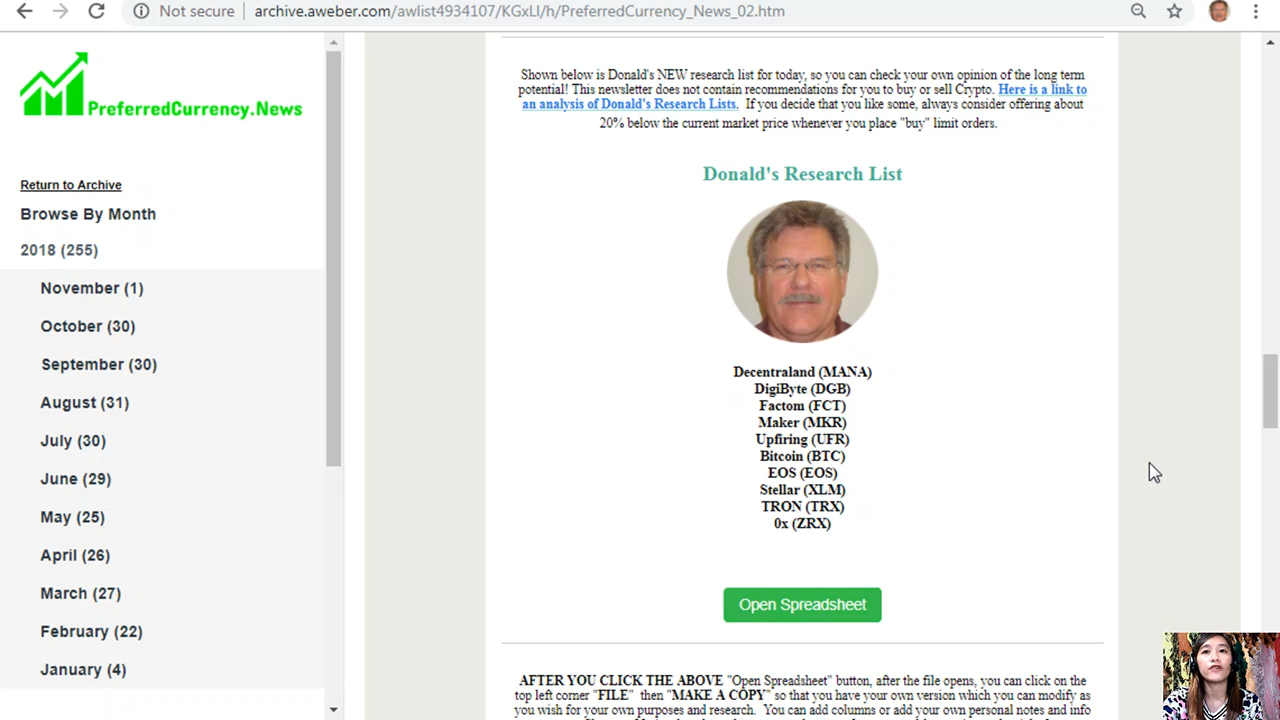 Not secure
archive.aweber.com/awlist4934107/KGxLI/h/PreferredCurrency_News_02.htm
PreferredCurrency.News
Return to Archive
Browse By Month
2018 (255)
November (1)
October (30)
September (30)
August (31)
July (30)
June (29)
May (25)
April (26)
March (27)
February (22)
January (4)
Shown below is Donald's NEW research list for today, so you can check your own opinion of the long term
potential! This newsletter does not contain recommendations for you to buy or sell Crypto. Here is a link to
an analysis of Donald's Research Lists. If you decide that you like some, always consider offering about
20% below the current market price whenever you place "buy" limit orders.
Donald's Research List
Decentraland (MANA)
DigiByte (DGB)
Factom (FCT)
Maker (MKR)
Upfiring (UFR)
Bitcoin (BTC)
EOS (EOS)
Stellar (XLM)
TRON (TRX)
0x (ZRX)
Open Spreadsheet
AFTER YOU CLICK THE ABOVE "Open Spreadsheet" button, after the file opens, you can click on the
top left corner "FILE" then "MAKE A COPY" so that you have your own version which you can modify as
you wish for your own purposes and research. You can add columns or add your own personal notes and info